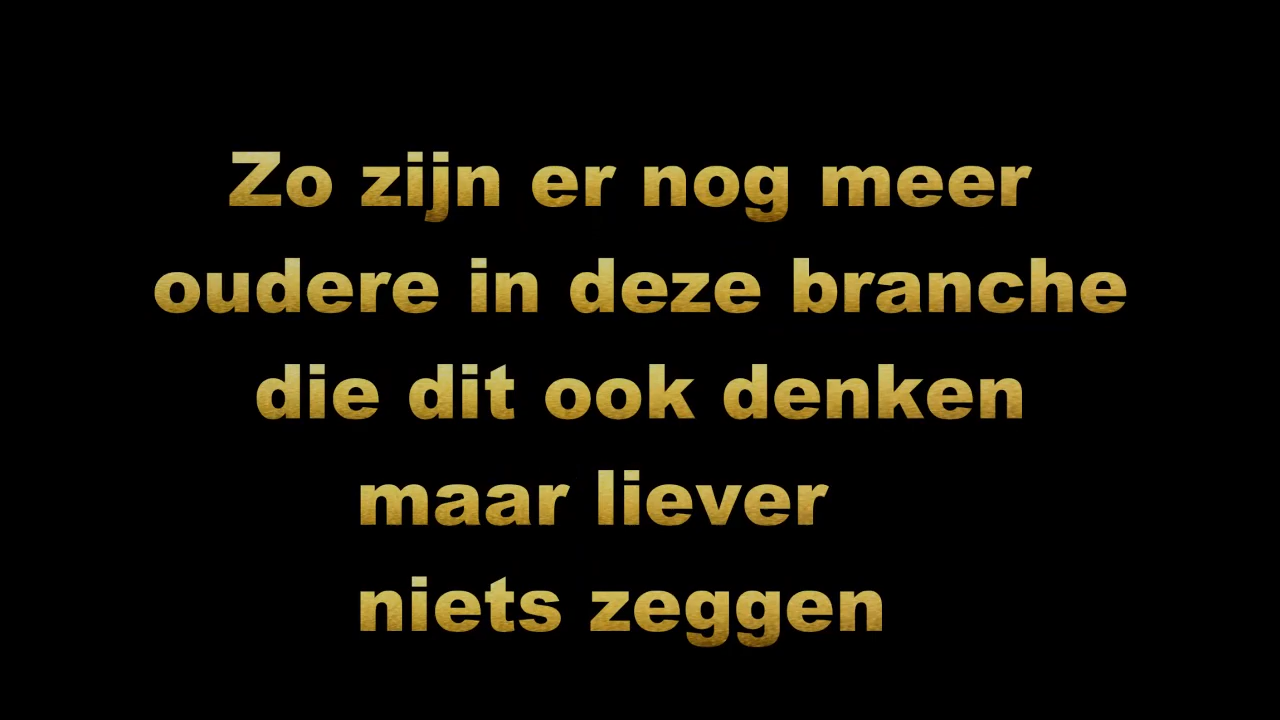 Zo zijn er nog meer
oudere in deze branche
die dit ook denken
maar liever
niets zeggen